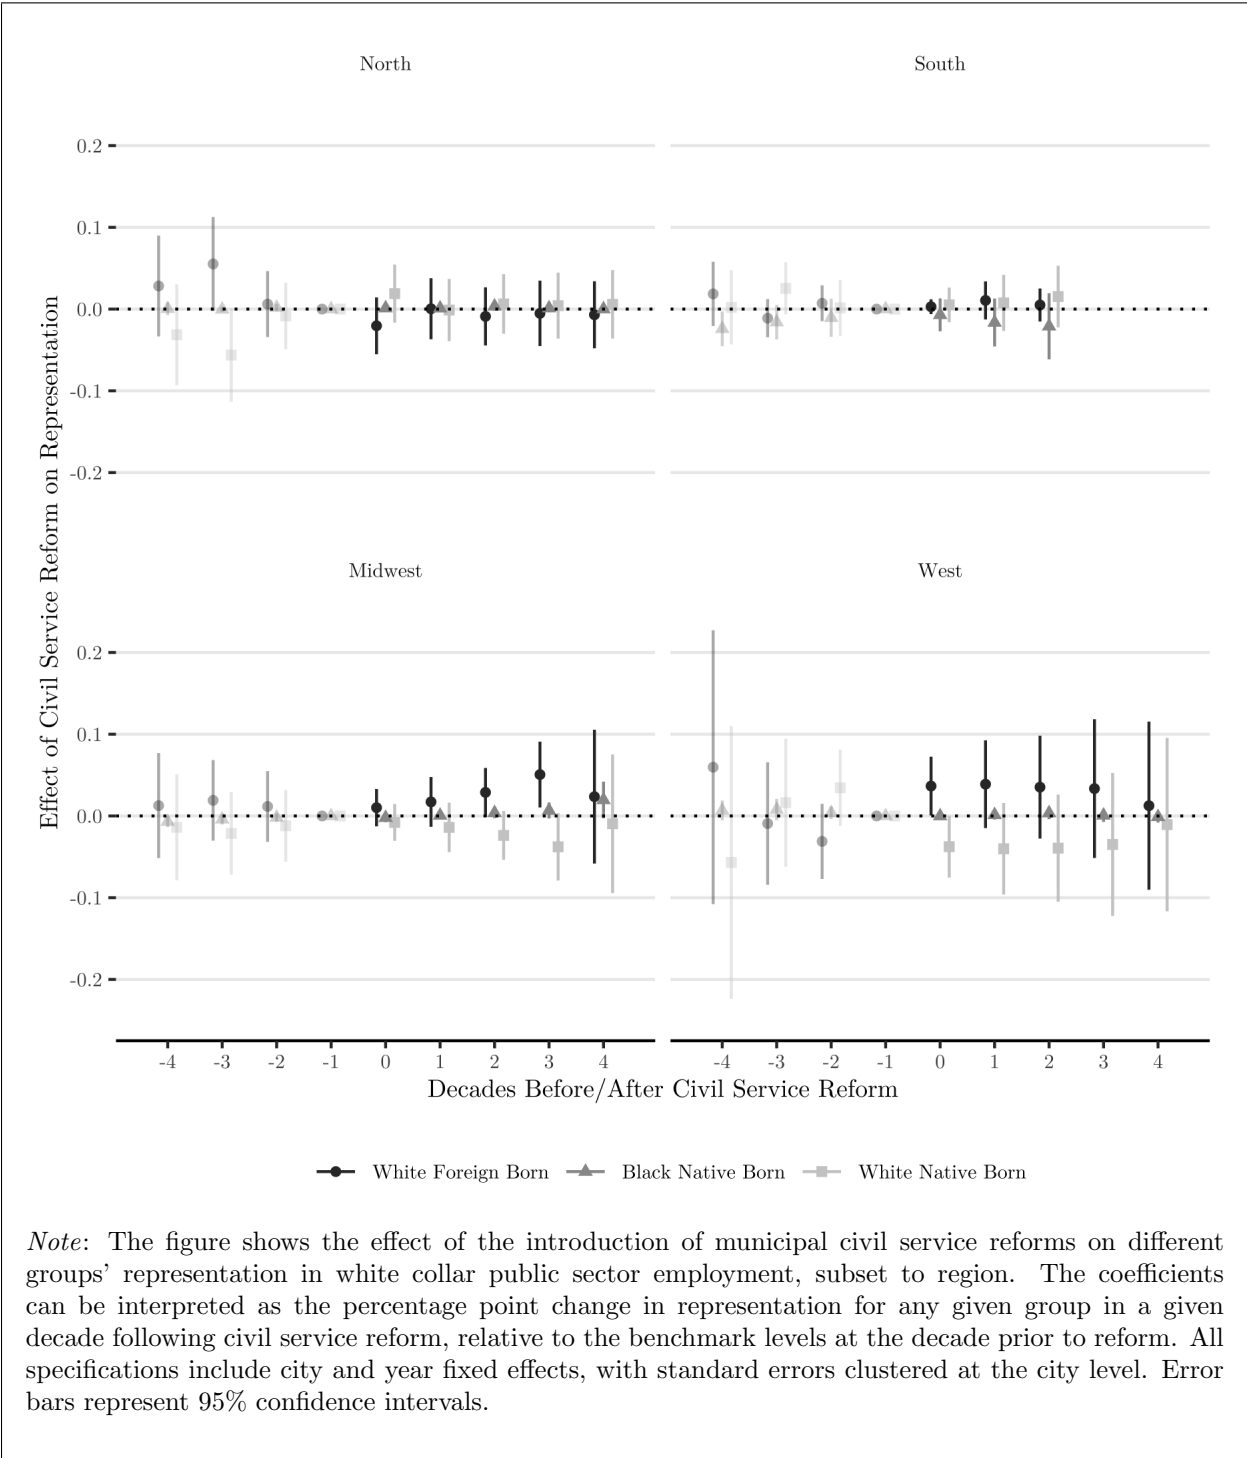 North
South
0.2
0.1
0.0
-0.1
-0.2
Midwest
West
0.2
0.1
0.0
-0.1
-0.2
Effect of Civil Service Reform on Representation
-4 -3 -2 -1 0 1 2 3 4
-4 -3 -2 -1 0 1 2 3 4
Decades Before/After Civil Service Reform
White Foreign Born Black Native Born White Native Born
Note: The figure shows the effect of the introduction of municipal civil service reforms on different
groups' representation in white collar public sector employment, subset to region. The coefficients
can be interpreted as the percentage point change in representation for any given group in a given
decade following civil service reform, relative to the benchmark levels at the decade prior to reform. All
specifications include city and year fixed effects, with standard errors clustered at the city level. Error
bars represent 95% confidence intervals.